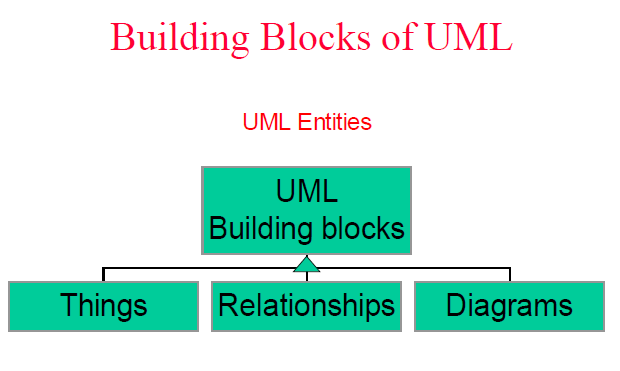 Building Blocks of UML
UML Entities
UML
Building blocks
Things
Relationships
Diagrams